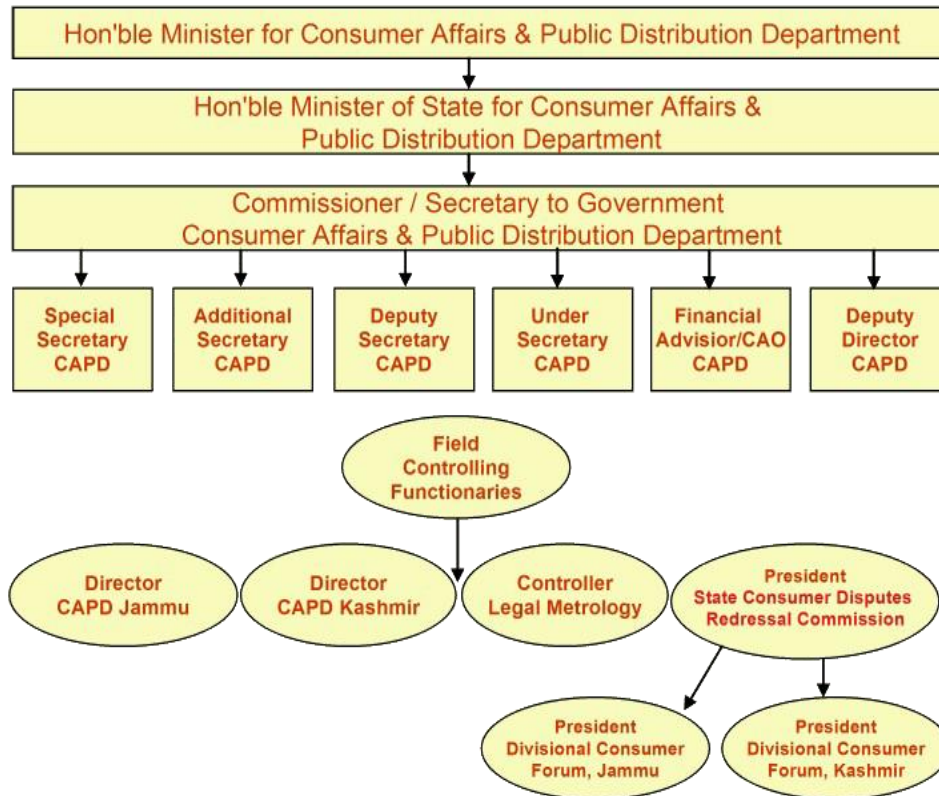 Hon'ble Minister for Consumer Affairs & Public Distribution Department
Hon'ble Minister of State for Consumer Affairs &
Public Distribution Department
Commissioner / Secretary to Government
Consumer Affairs & Public Distribution Department
Special
Secretary
CAPD
Additional
Secretary
CAPD
Deputy
Secretary
CAPD
Under
Secretary
CAPD
Financial
Advisior/CAO
CAPD
Deputy
Director
CAPD
Field
Controlling
Functionaries
Director
CAPD Jammu
Director
CAPD Kashmir
Controller
Legal Metrology
President
State Consumer Disputes
Redressal Commission
President
Divisional Consumer
Forum, Jammu
President
Divisional Consumer
Forum, Kashmir